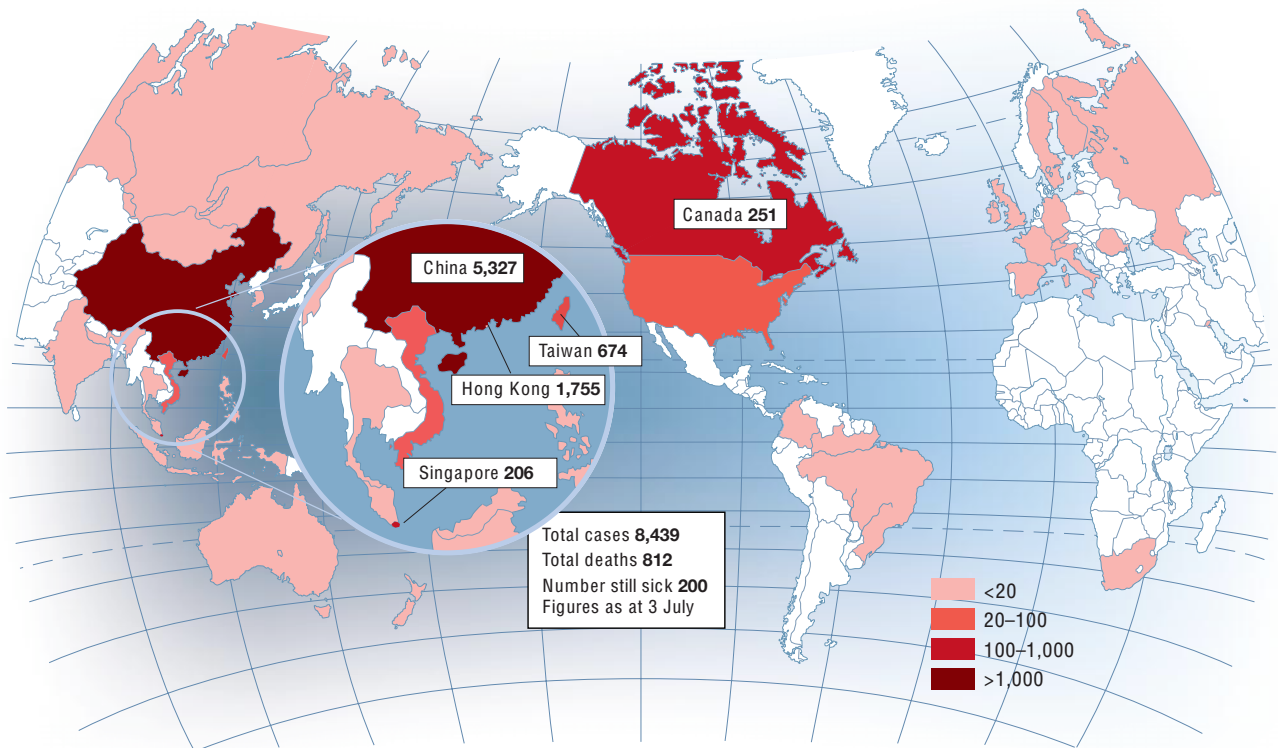 Canada 251
China 5,327
Taiwan 674
Hong Kong 1,755
Singapore 206
Total cases 8,439
Total deaths 812
Number still sick 200
Figures as at 3 July
<20
20–100
100–1,000
>1,000